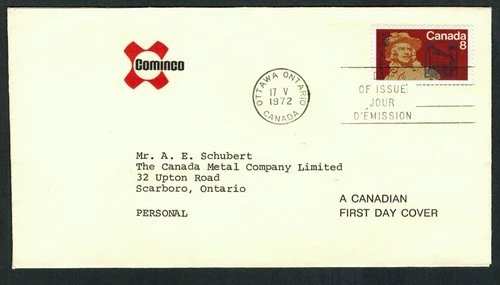 Cominco
Canada
8
OTTAWA ONTARIO
17 V
1972
CANADA
OF ISSUE
JOUR
D'ÉMISSION
Mr. A. E. Schubert
The Canada Metal Company Limited
32 Upton Road
Scarboro, Ontario
PERSONAL
A CANADIAN
FIRST DAY COVER